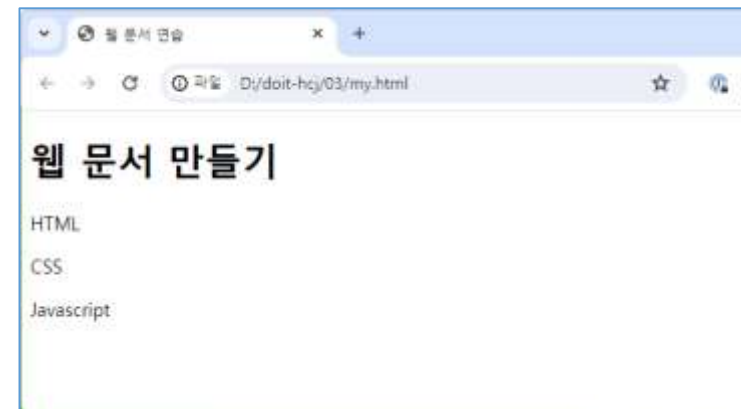 웹 문서 연습
파일 D:/doit-hcj/03/my.html
웹 문서 만들기
HTML
CSS
Javascript